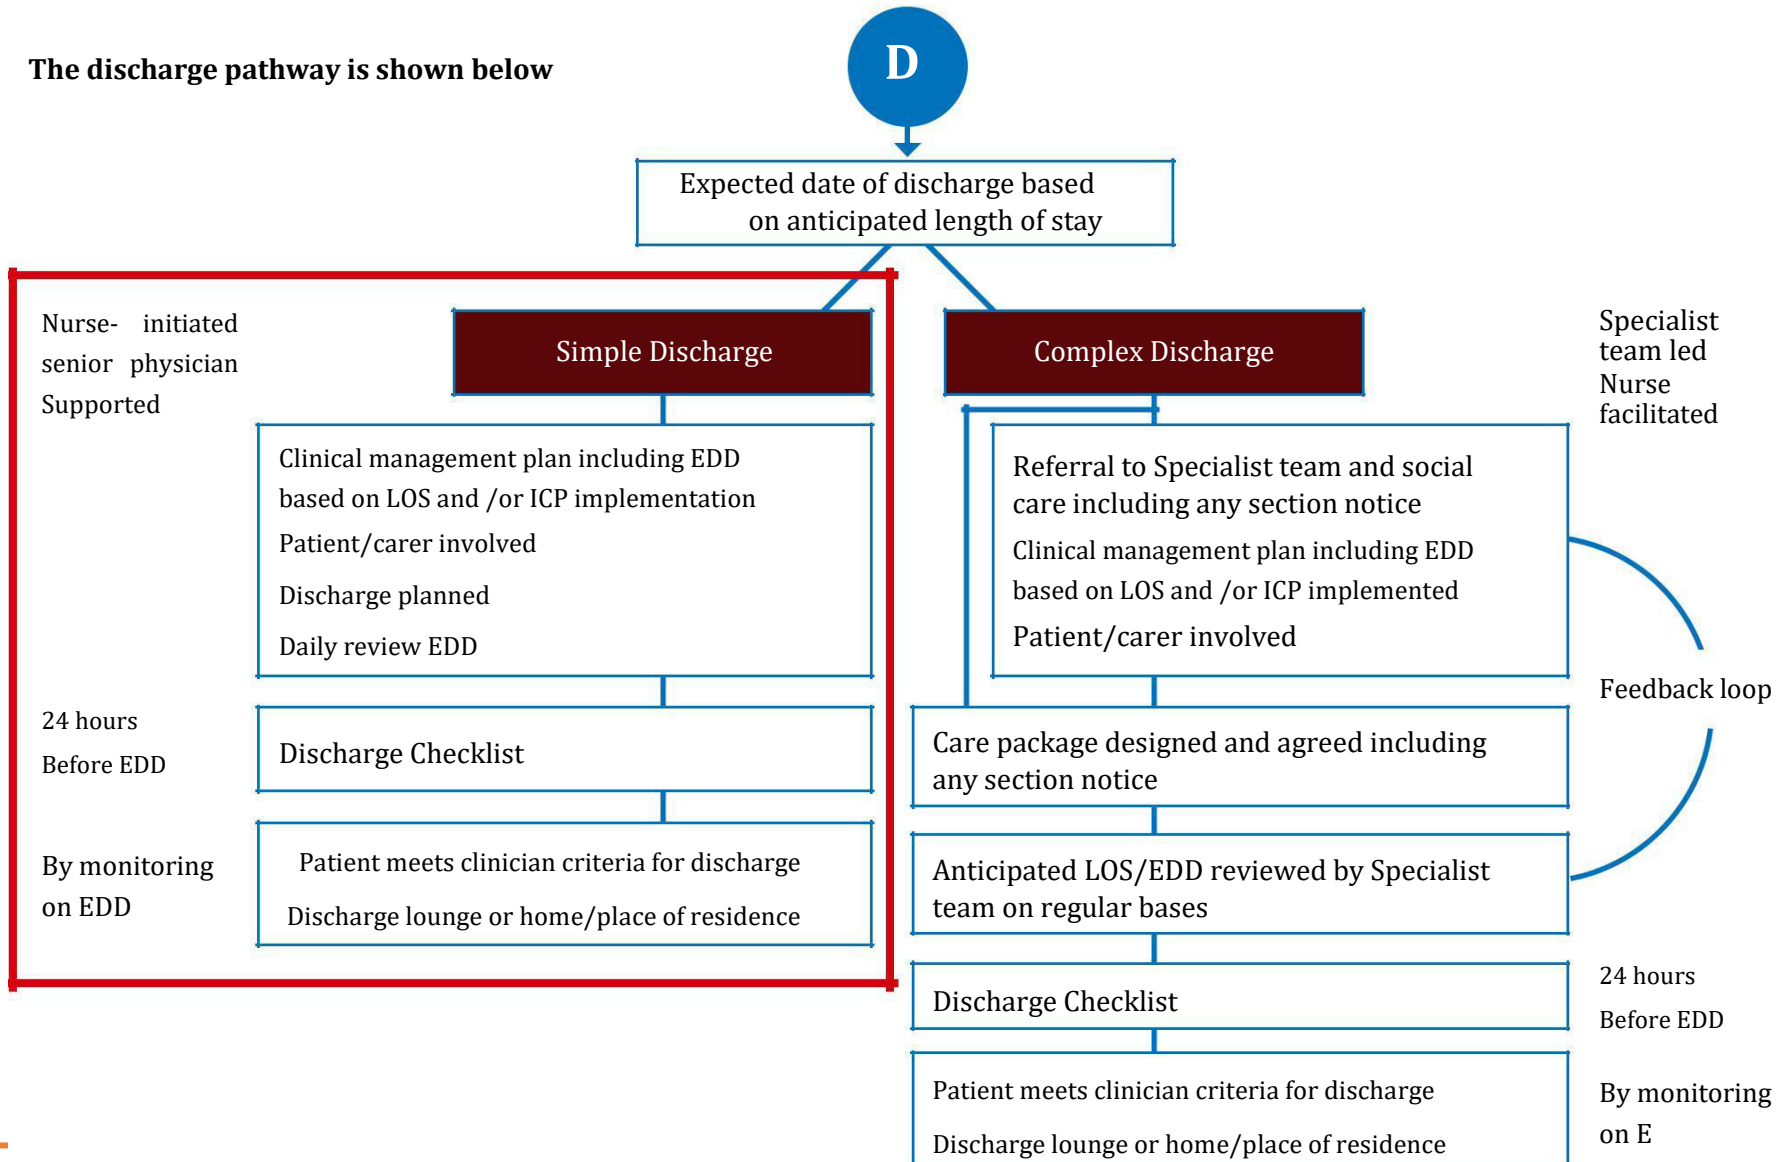 The discharge pathway is shown below
D
Expected date of discharge based
on anticipated length of stay
Nurse- initiated
senior physician
Supported
Simple Discharge
Clinical management plan including EDD
based on LOS and /or ICP implementation
Patient/carer involved
Discharge planned
Daily review EDD
24 hours
Before EDD
Discharge Checklist
By monitoring
on EDD
Patient meets clinician criteria for discharge
Discharge lounge or home/place of residence
Complex Discharge
Specialist
team led
Nurse
facilitated
Referral to Specialist team and social
care including any section notice
Clinical management plan including EDD
based on LOS and /or ICP implemented
Patient/carer involved
Feedback loop
Care package designed and agreed including
any section notice
Anticipated LOS/EDD reviewed by Specialist
team on regular bases
Discharge Checklist
24 hours
Before EDD
Patient meets clinician criteria for discharge
Discharge lounge or home/place of residence
By monitoring
on E